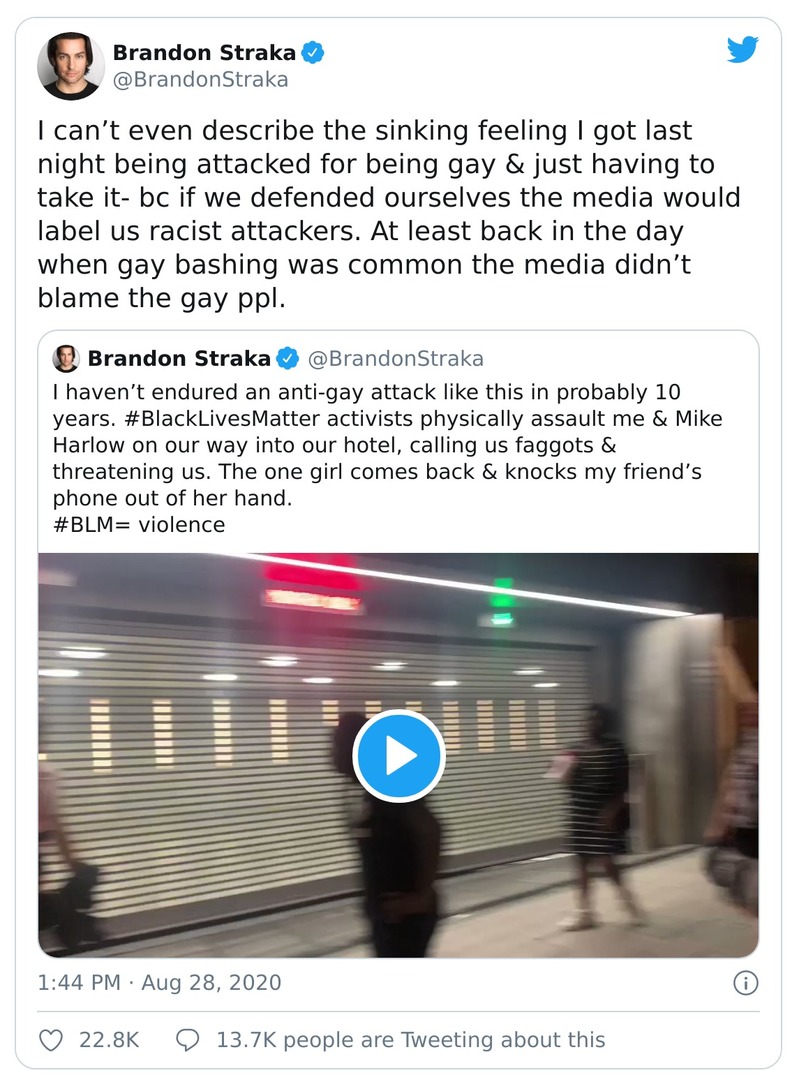 Brandon Straka
@BrandonStraka
I can’t even describe the sinking feeling I got last
night being attacked for being gay & just having to
take it- bc if we defended ourselves the media would
label us racist attackers. At least back in the day
when gay bashing was common the media didn’t
blame the gay ppl.
Brandon Straka @BrandonStraka
I haven’t endured an anti-gay attack like this in probably 10
years. #BlackLivesMatter activists physically assault me & Mike
Harlow on our way into our hotel, calling us faggots &
threatening us. The one girl comes back & knocks my friend’s
phone out of her hand.
#BLM= violence
1:44 PM · Aug 28, 2020
22.8K 13.7K people are Tweeting about this